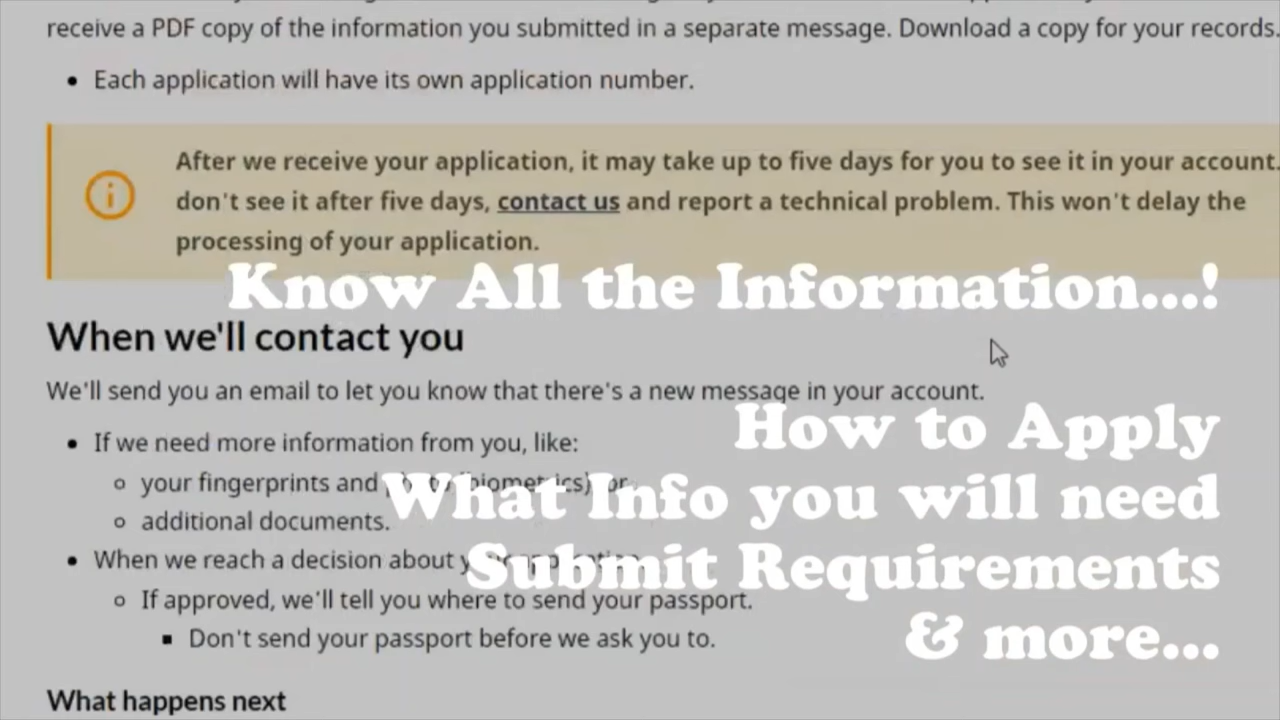 receive a PDF copy of the information you submitted in a separate message. Download a copy for your records.
• Each application will have its own application number.
After we receive your application, it may take up to five days for you to see it in your account.
don't see it after five days, contact us and report a technical problem. This won't delay the
processing of your application.
Know All the Information...!
When we'll contact you
We'll send you an email to let you know that there's a new message in your account.
How to Apply
• If we need more information from you, like:
your fingerprints and photo (biometrics) or
What Info you will need
additional documents.
• When we reach a decision about your application
Submit Requirements
If approved, we'll tell you where to send your passport.
& more...
▪ Don't send your passport before we ask you to.
What happens next